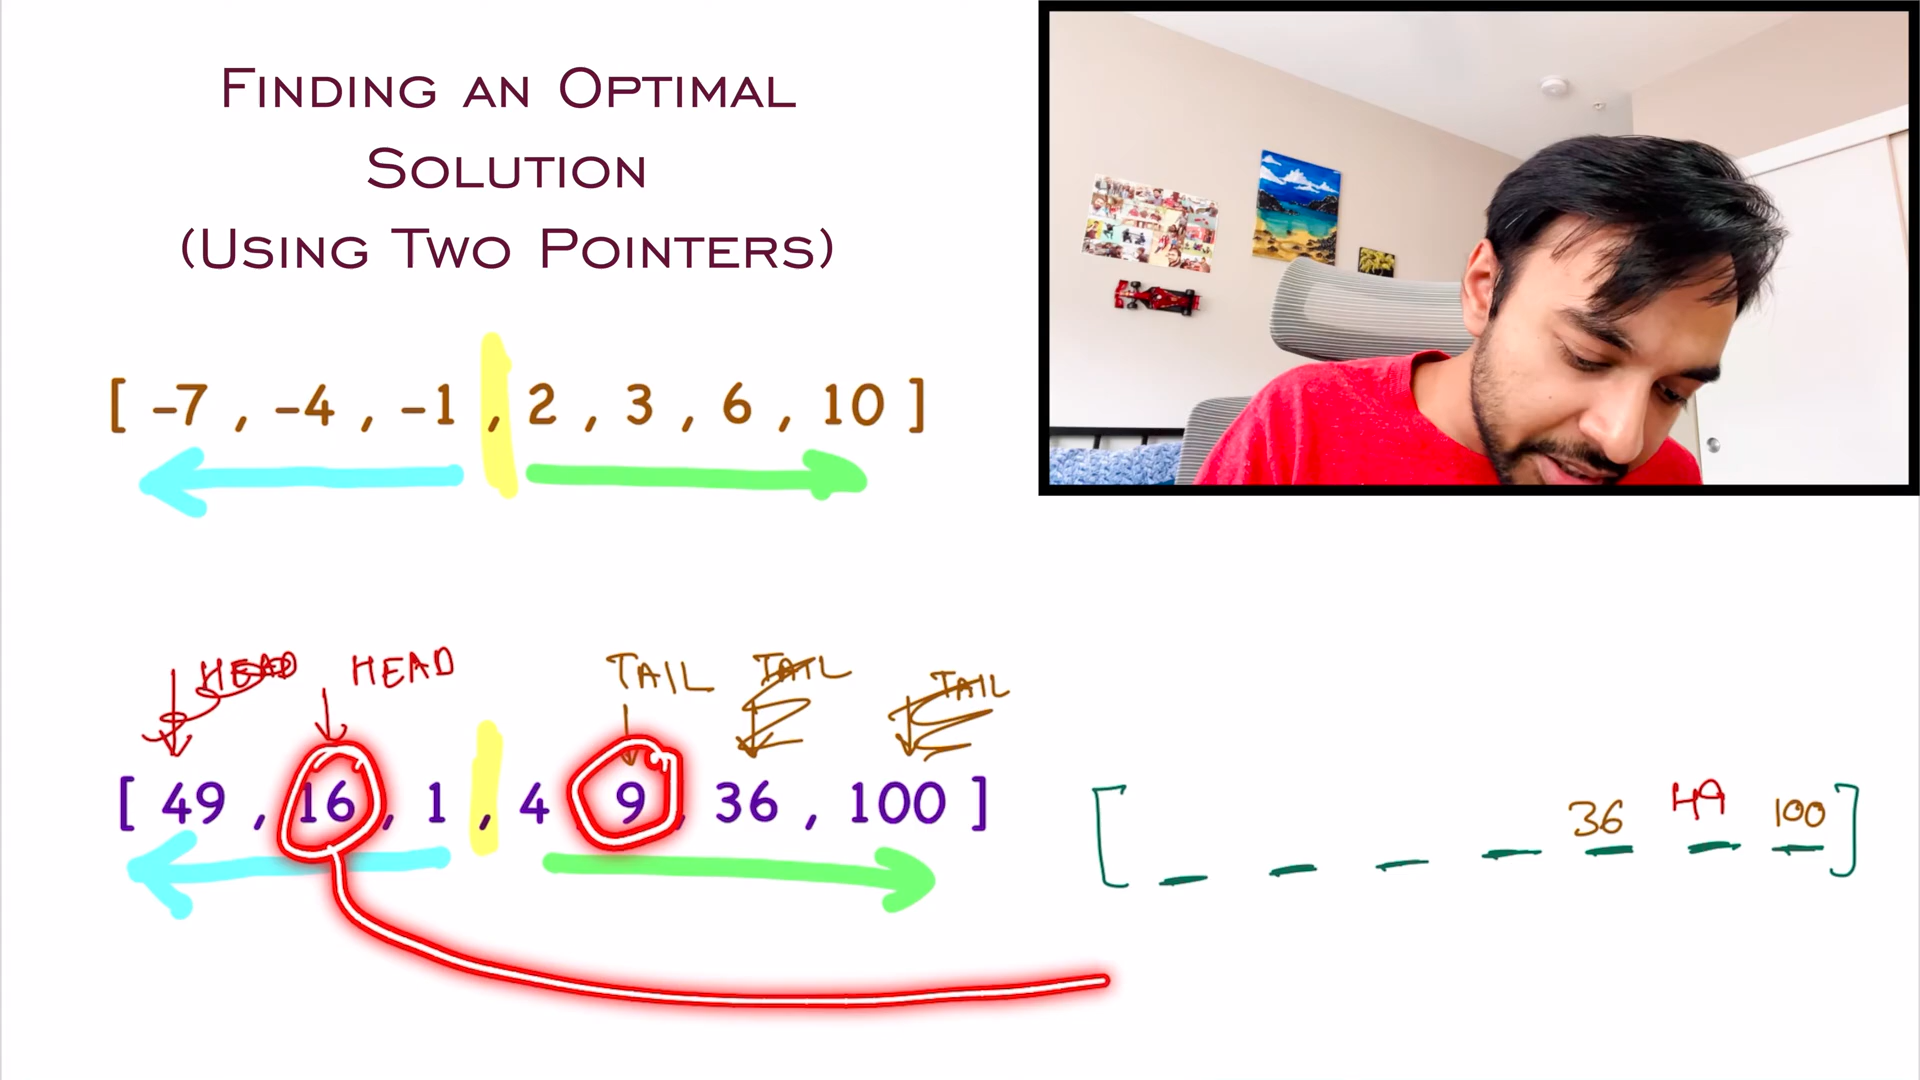 Finding an Optimal
Solution
(Using Two Pointers)
[ -7 , -4 , -1 , 2 , 3 , 6 , 10 ]
HEAD HEAD TAIL TAIL TAIL
[ 49 , 16 , 1 , 4 9 , 36 , 100 ]
[ 36 49 100 ]